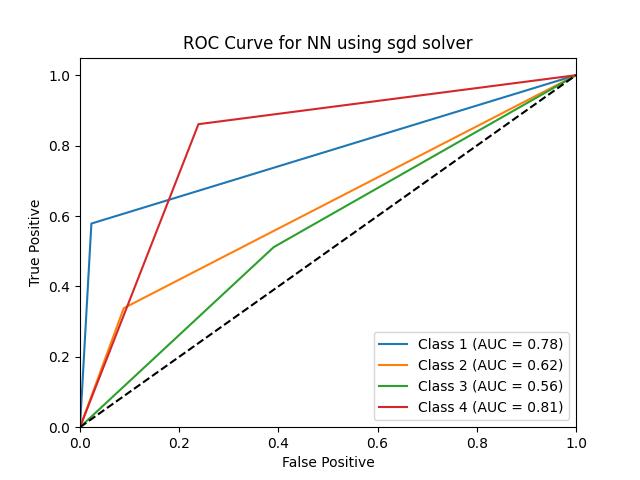 ROC Curve for NN using sgd solver
True Positive
1.0
0.8
0.6
0.4
0.2
0.0
Class 1 (AUC = 0.78)
Class 2 (AUC = 0.62)
Class 3 (AUC = 0.56)
Class 4 (AUC = 0.81)
0.0 0.2 0.4 0.6 0.8 1.0
False Positive